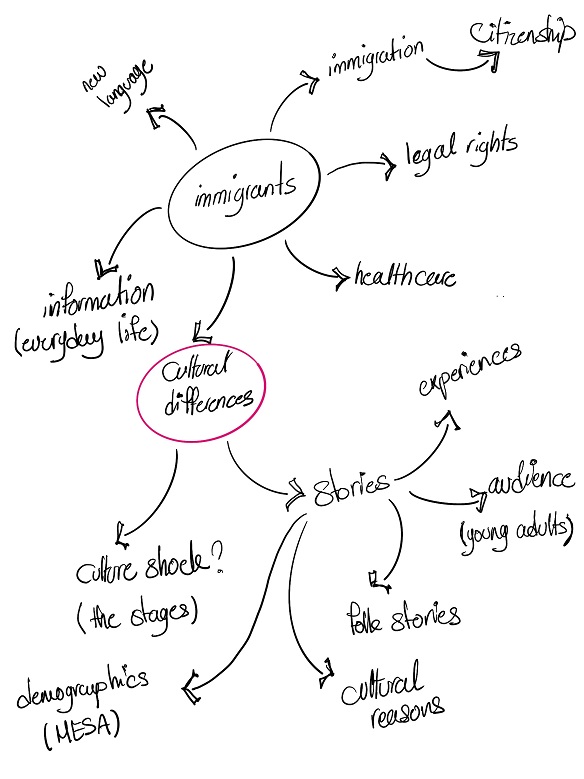 Citizenship
immigration
new
language
legal rights
immigrants
healthcare
information
(everyday life)
Cultural
differences
experiences
stories
audience
(young adults)
culture shock?
(the stages)
folk stories
demographics
(MESA)
cultural
reasons